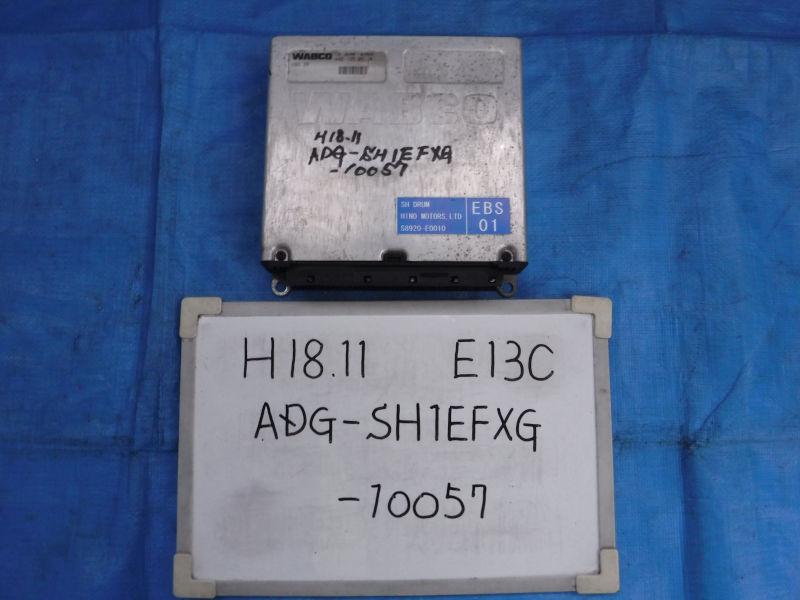 WABCO
WABCO
H18.11
ADG-SH1EFXG
-10057
SH DRUM
HINO MOTORS,LTD
S8920-E0010
EBS
01
H18.11 E13C
ADG-SH1EFXG
-10057